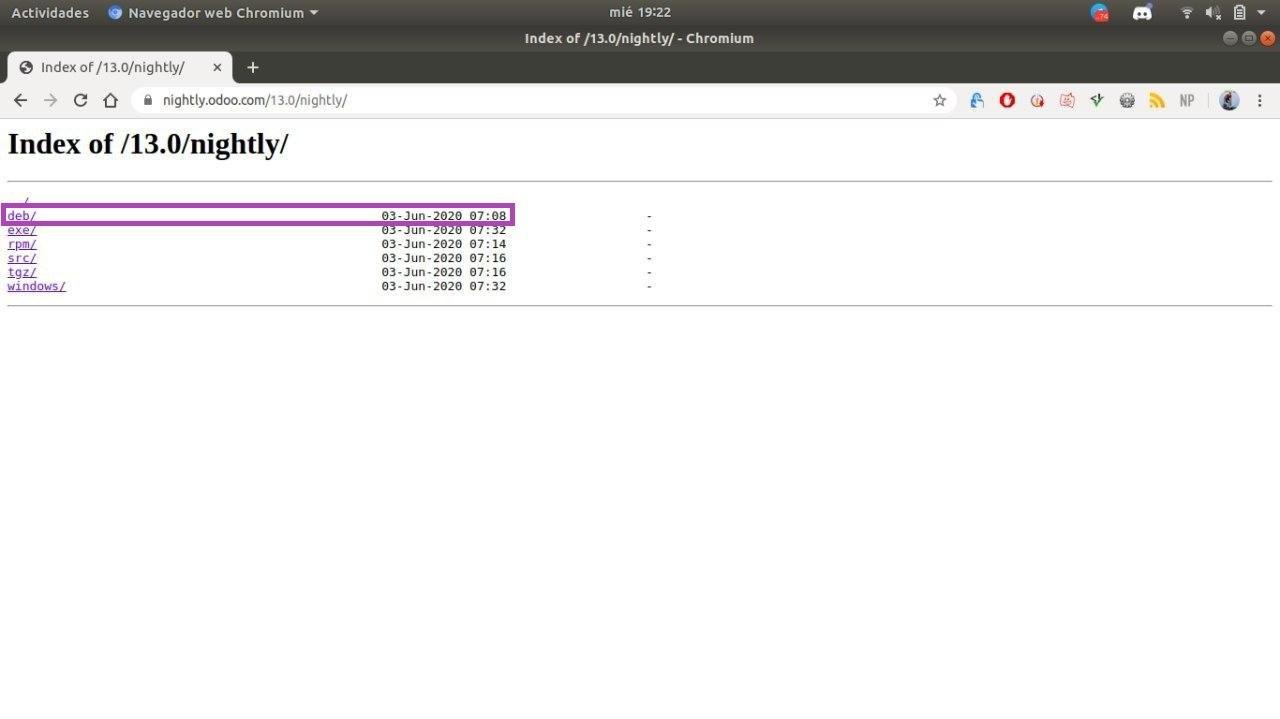 Actividades Navegador web Chromium mié 19:22
Index of /13.0/nightly/ - Chromium
Index of /13.0/nightly/
nightly.odoo.com/13.0/nightly/ NP
Index of /13.0/nightly/
deb/ 03-Jun-2020 07:08 -
exe/ 03-Jun-2020 07:32 -
rpm/ 03-Jun-2020 07:14 -
src/ 03-Jun-2020 07:16 -
tgz/ 03-Jun-2020 07:16 -
windows/ 03-Jun-2020 07:32 -